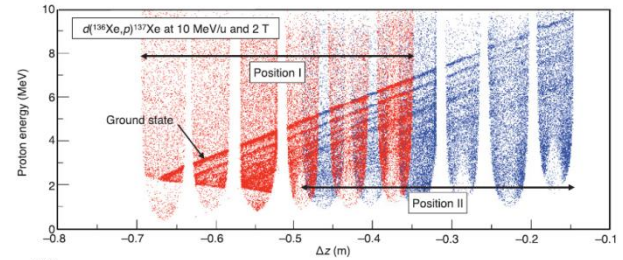 d(¹³⁶Xe,p)¹³⁷Xe at 10 MeV/u and 2 T
Position I
Ground state
Position II
Proton energy (MeV)
10
8
6
4
2
0
–0.8
–0.7
–0.6
–0.5
–0.4
–0.3
–0.2
–0.1
Δz (m)